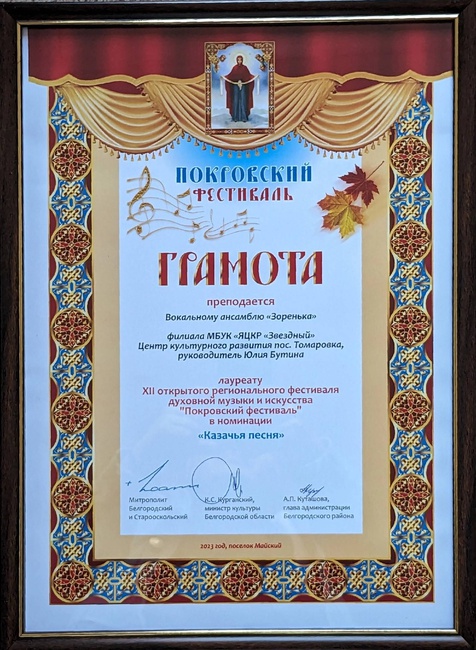 ПОКРОВСКИЙ
ФЕСТИВАЛЬ
ГРАМОТА
преподается
Вокальному ансамблю «Зоренька»
филиала МБУК «ЯЦКР «Звездный»
Центр культурного развития пос. Томаровка,
руководитель Юлия Бутина
лауреату
XII открытого регионального фестиваля
духовной музыки и искусства
"Покровский фестиваль"
в номинации
«Казачья песня»
Митрополит
Белгородский
и Старооскольский
К.С. Курганский,
министр культуры
Белгородской области
А.П. Куташова,
глава администрации
Белгородского района
2023 год, поселок Майский